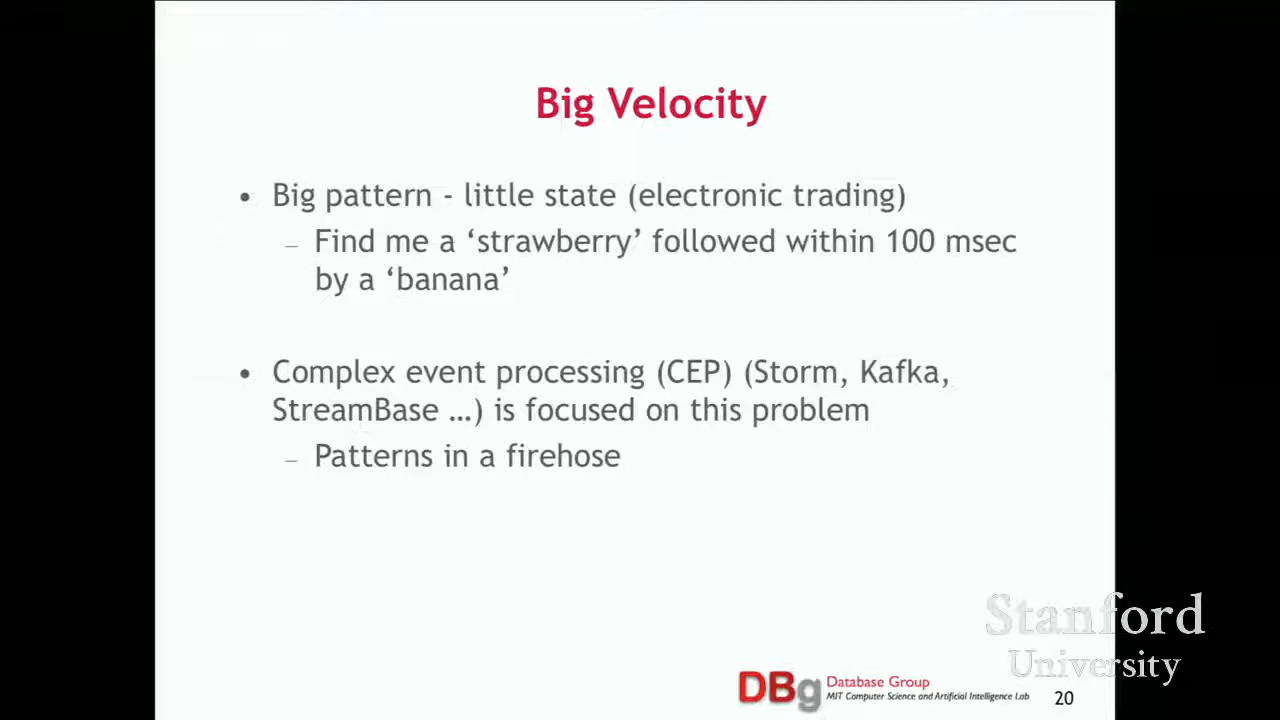 Big Velocity
• Big pattern - little state (electronic trading)
– Find me a ‘strawberry’ followed within 100 msec
by a ‘banana’
• Complex event processing (CEP) (Storm, Kafka,
StreamBase …) is focused on this problem
– Patterns in a firehose
Stanford
University
DBg
Database Group
MIT Computer Science and Artificial Intelligence Lab
20